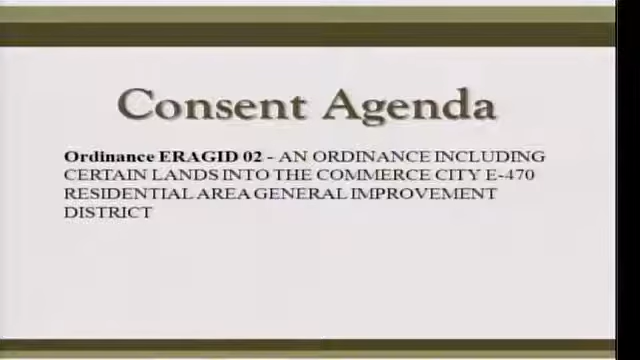 Consent Agenda
Ordinance ERAGID 02 - AN ORDINANCE INCLUDING
CERTAIN LANDS INTO THE COMMERCE CITY E-470
RESIDENTIAL AREA GENERAL IMPROVEMENT
DISTRICT